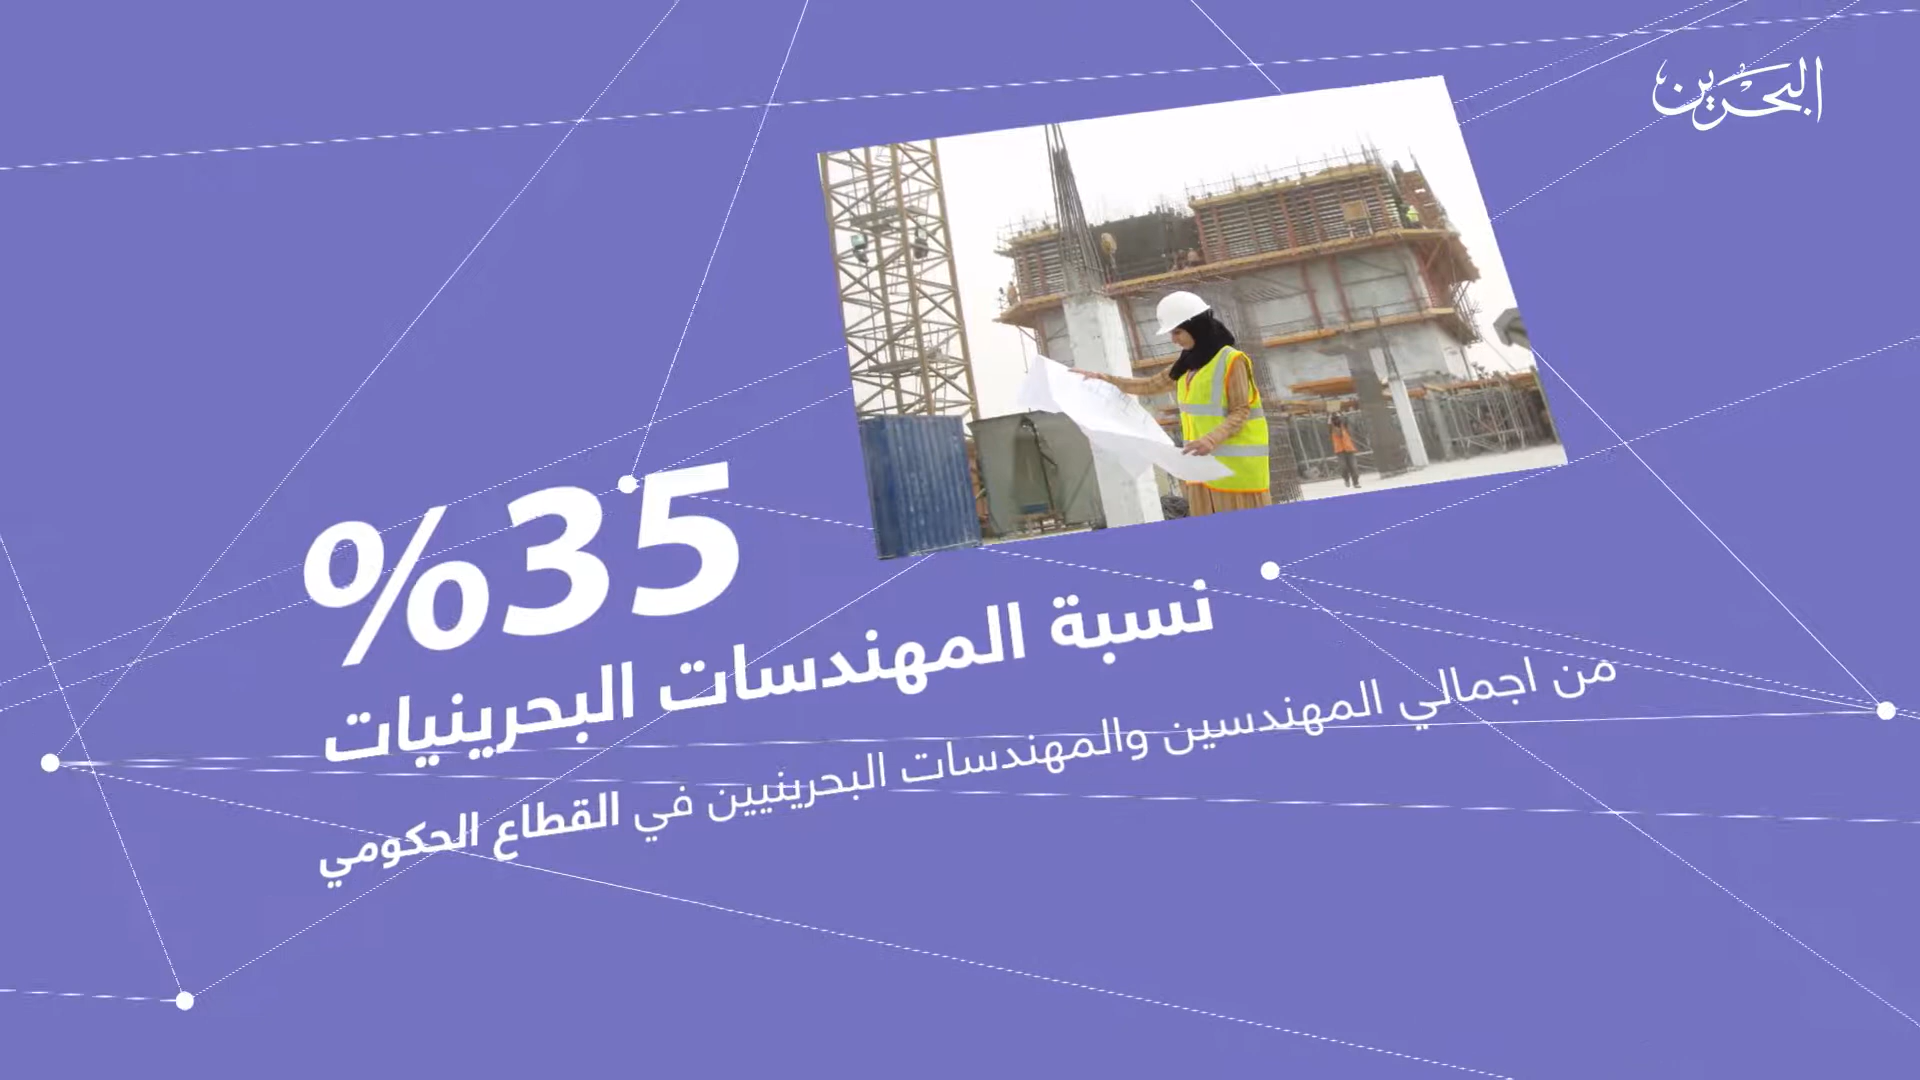 البحرين
%35
نسبة المهندسات البحرينيات
من اجمالي المهندسين والمهندسات البحرينيين في القطاع الحكومي